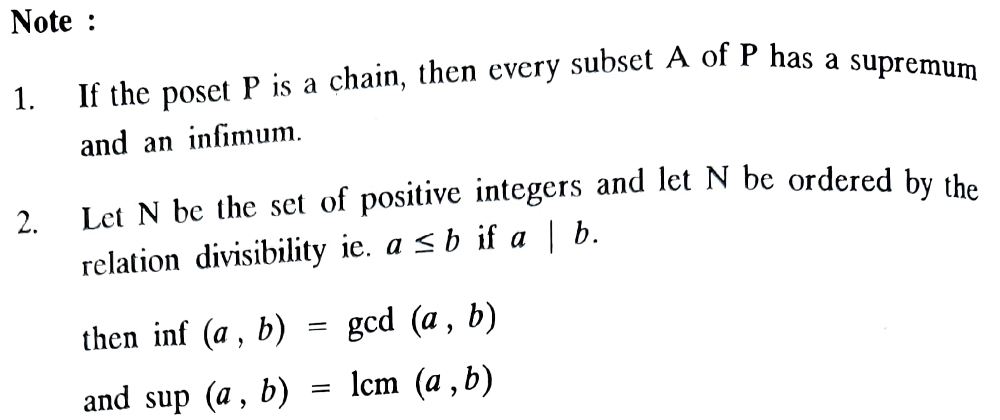 Note :
1. If the poset P is a chain, then every subset A of P has a supremum
and an infimum.
2. Let N be the set of positive integers and let N be ordered by the
relation divisibility ie. a ≤ b if a | b.
then inf (a , b) = gcd (a , b)
and sup (a , b) = lcm (a ,b)